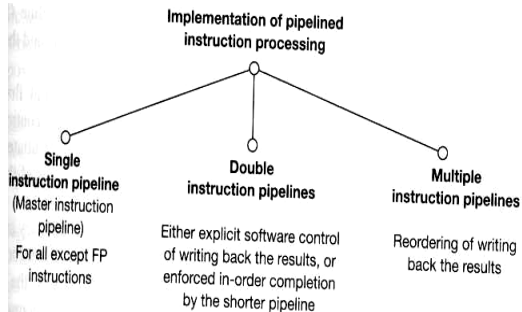 Implementation of pipelined
instruction processing
Single
instruction pipeline
(Master instruction
pipeline)
For all except FP
instructions
Double
instruction pipelines
Either explicit software control
of writing back the results, or
enforced in-order completion
by the shorter pipeline
Multiple
instruction pipelines
Reordering of writing
back the results